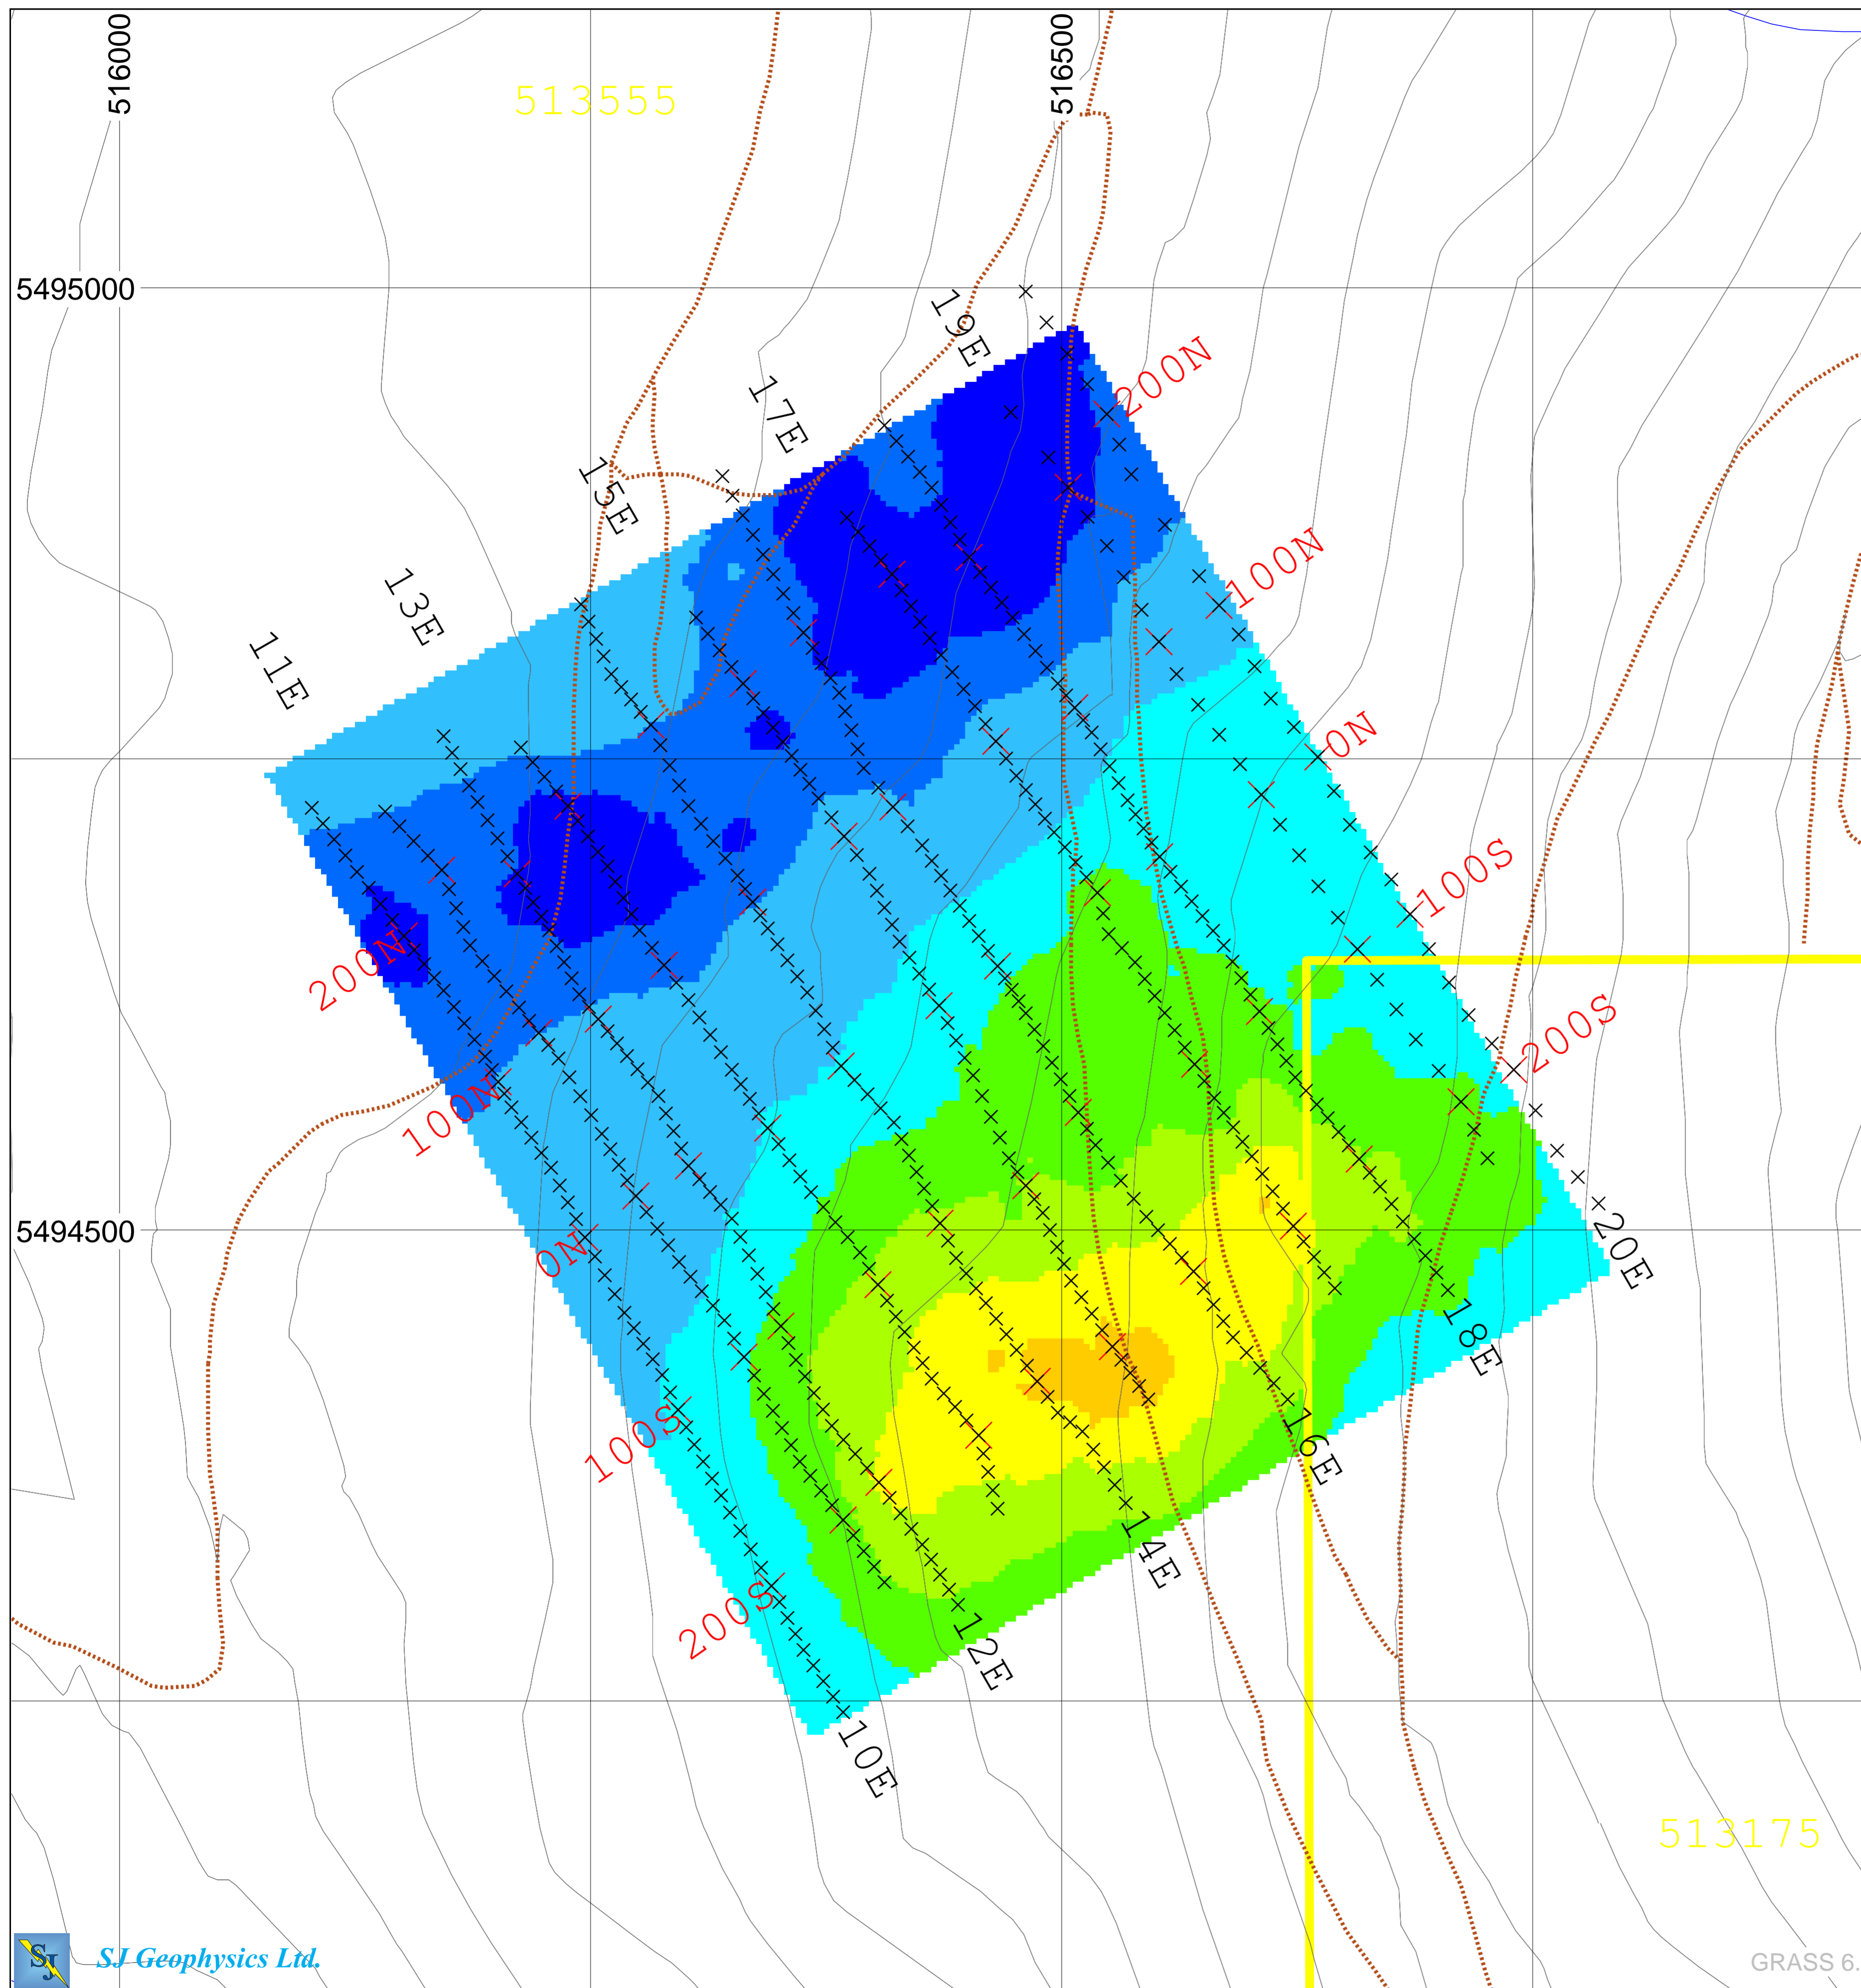 516000
516500
513555
5495000
19E
200N
17E
15E
100N
13E
11E
0N
100S
200N
200S
100N
5494500
20E
0N
18E
100S
16E
14E
200S
12E
10E
513175
SJ
SJ Geophysics Ltd.
GRASS 6.